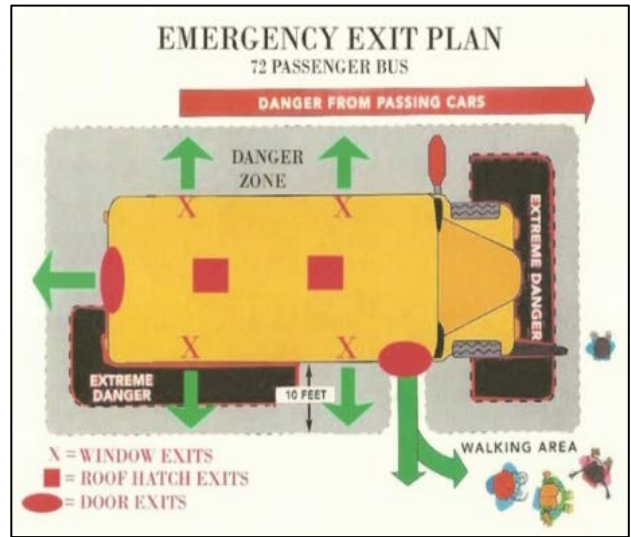 EMERGENCY EXIT PLAN
72 PASSENGER BUS
DANGER FROM PASSING CARS
DANGER
ZONE
X
X
EXTREME DANGER
X
X
EXTREME
DANGER
10 FEET
WALKING AREA
X = WINDOW EXITS
= ROOF HATCH EXITS
= DOOR EXITS